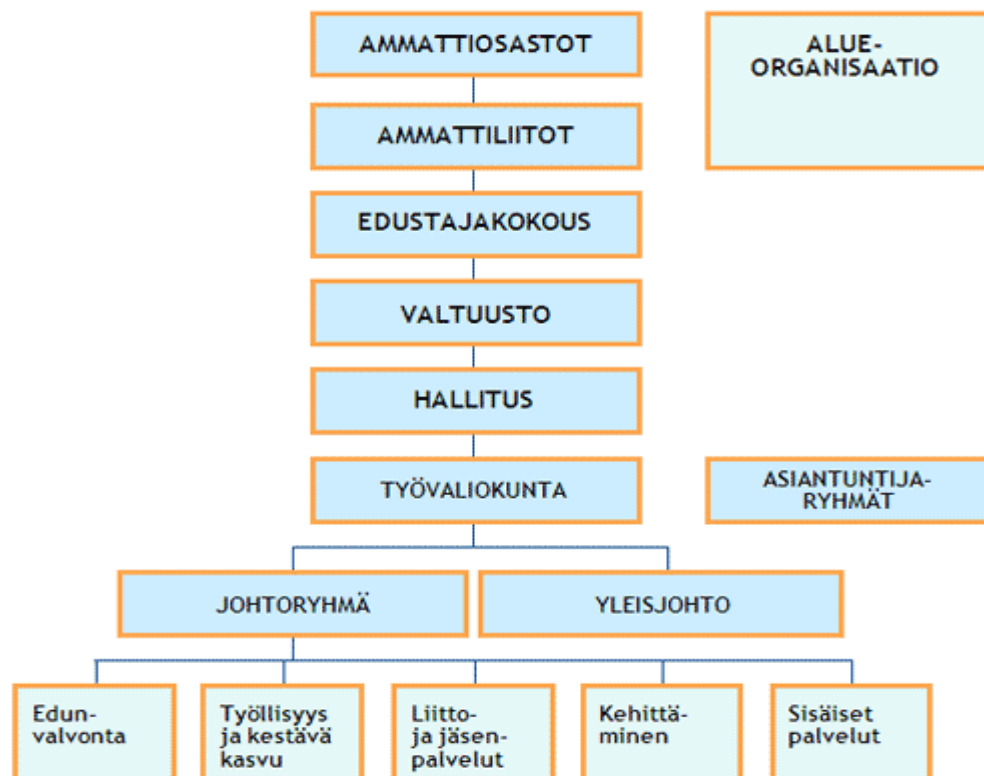 AMMATTIOSASTOT
ALUE-
ORGANISAATIO
AMMATTILIITOT
EDUSTAJAKOKOUS
VALTUUSTO
HALLITUS
TYÖVALIOKUNTA
ASIANTUNTIJA-
RYHMÄT
JOHTORYHMÄ
YLEISJOHTO
Edun-
valvonta
Työllisyys
ja kestävä
kasvu
Liitto-
ja jäsen-
palvelut
Kehittä-
minen
Sisäiset
palvelut